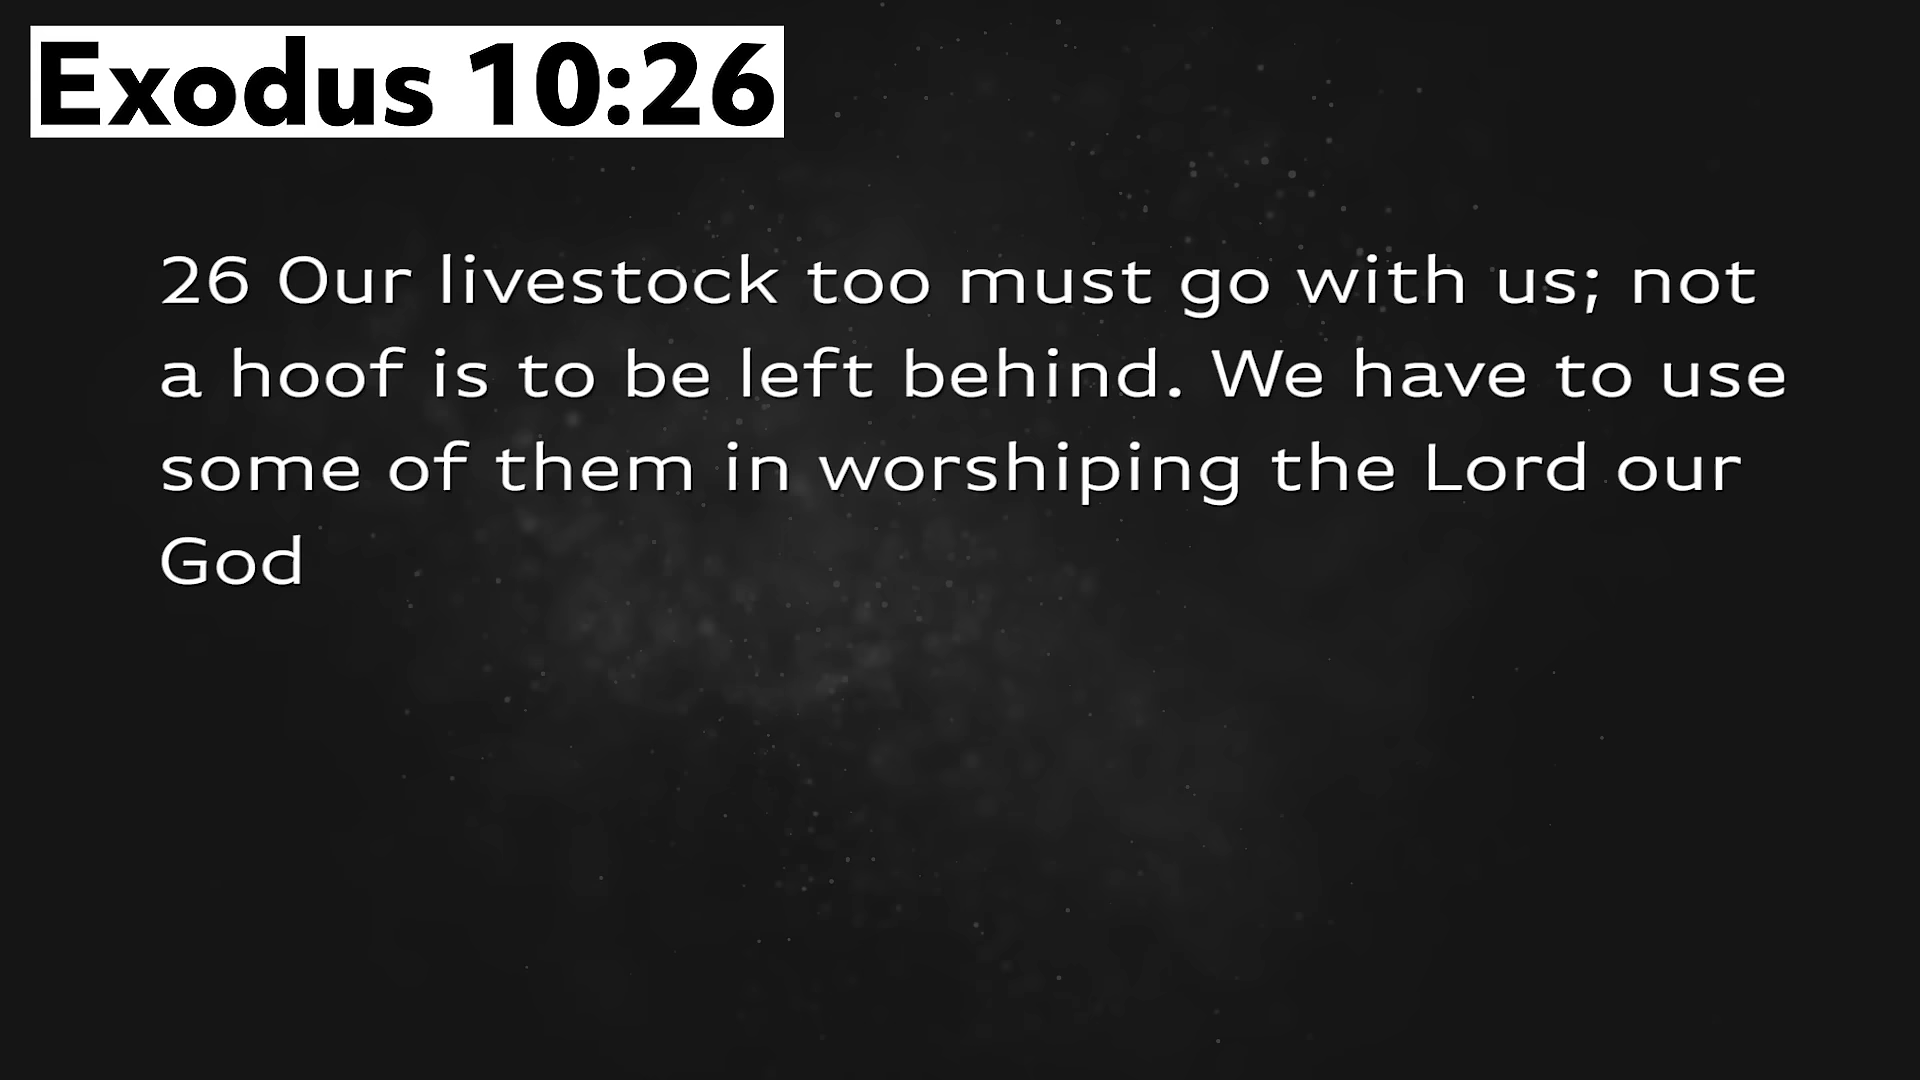 Exodus 10:26
26 Our livestock too must go with us; not
a hoof is to be left behind. We have to use
some of them in worshiping the Lord our
God